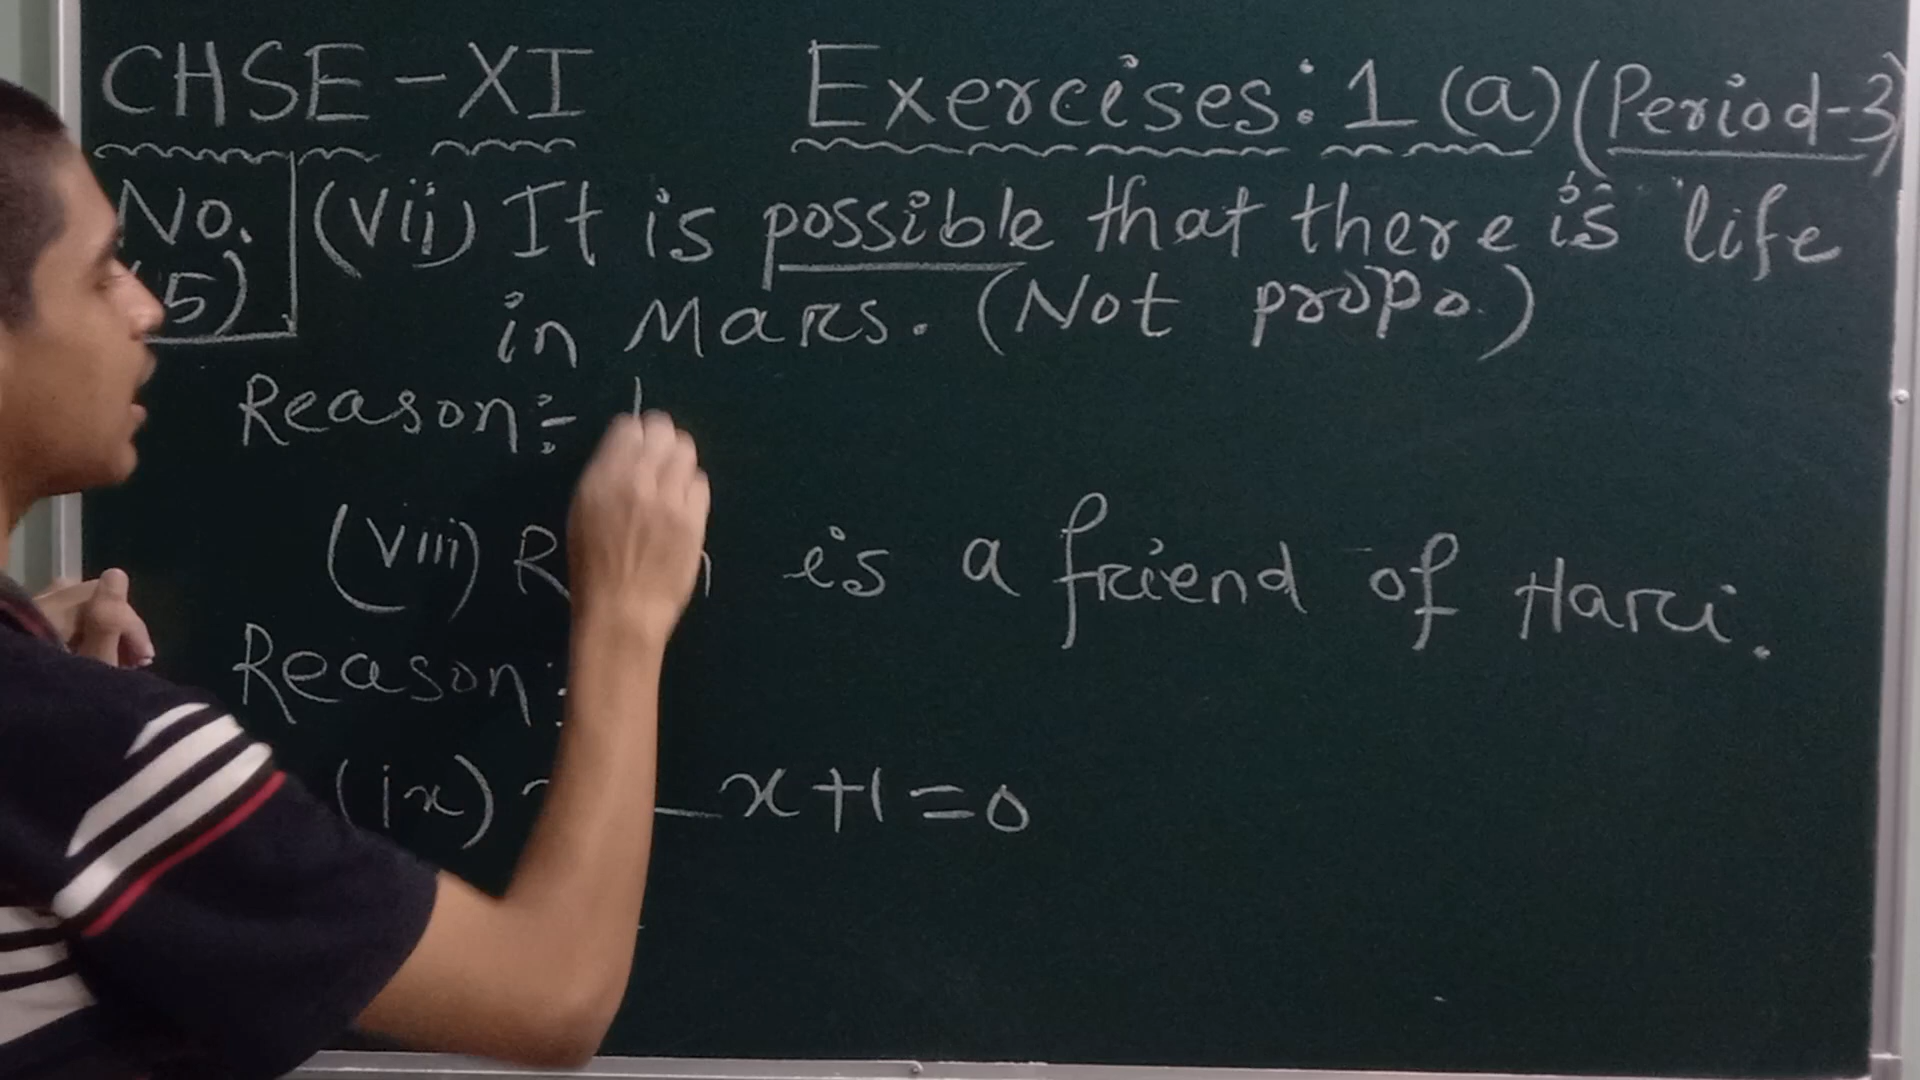 CHSE-XI Exercises: 1 (a) (Period-3)
No. (vii) It is possible that there is life
5) in Mars. (Not propo.)
Reason:-
(viii) is a friend of Hari.
Reason:
(ix) - x+1=0